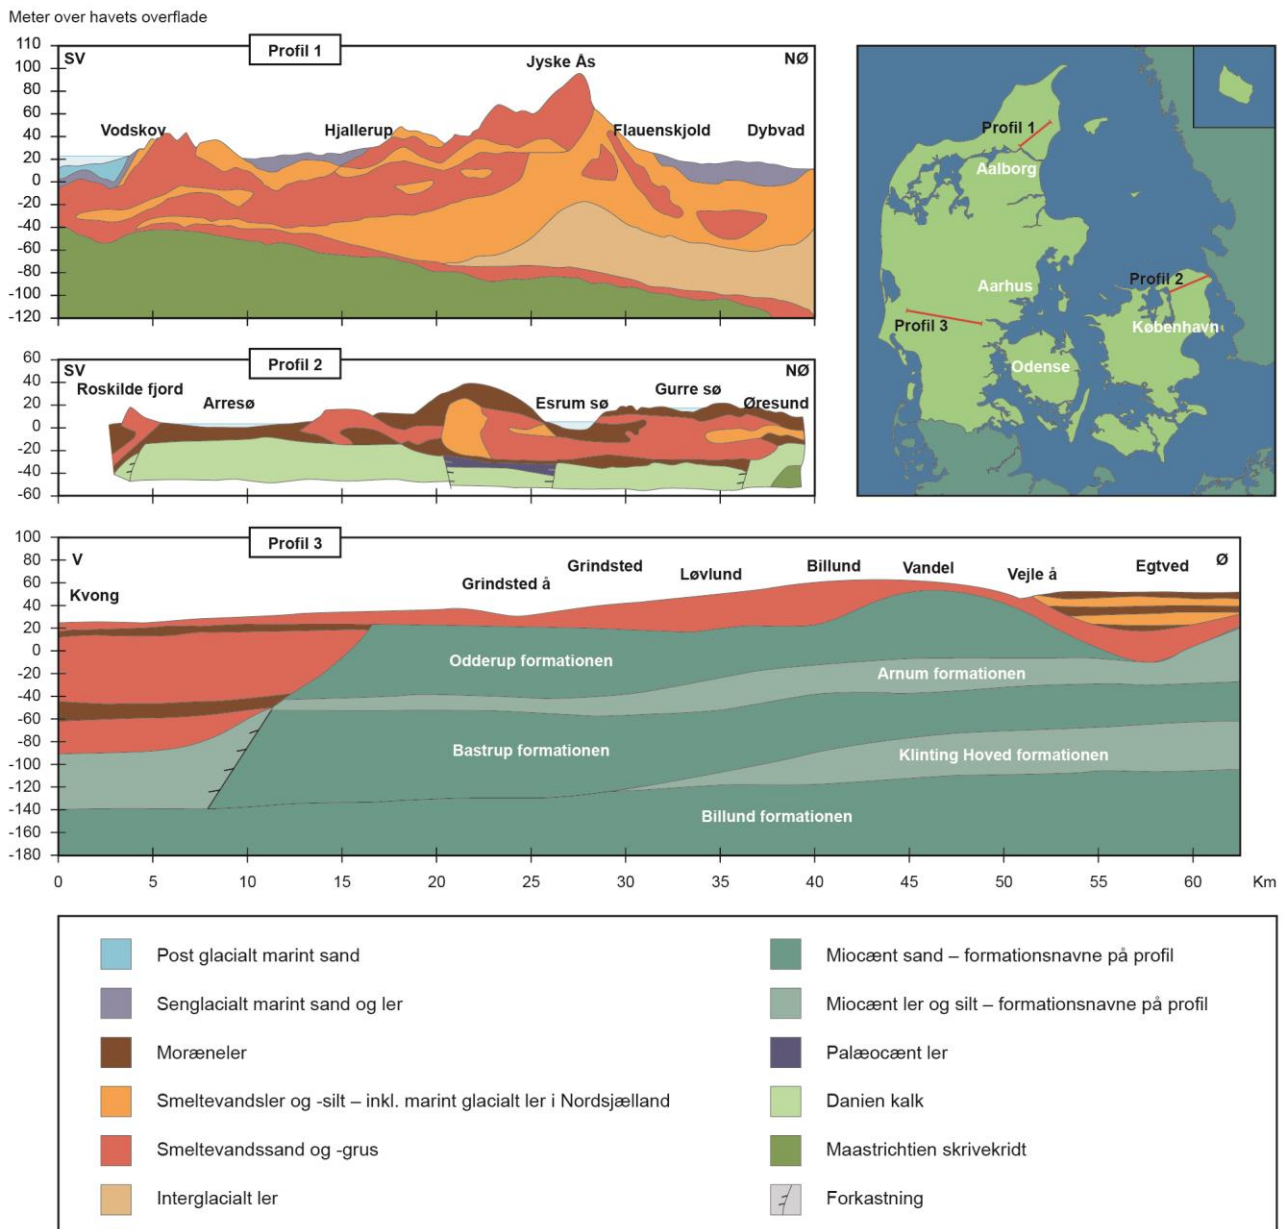 Meter over havets overflade
Profil 1
SV
NØ
110
100
80
60
40
20
0
-20
-40
-60
-80
-100
-120
Vodskov
Hjallerup
Jyske Ås
Flauenskjold
Dybvad
Profil 1
Aalborg
Aarhus
Profil 2
Profil 3
København
Odense
Profil 2
SV
NØ
60
40
20
0
-20
-40
-60
Roskilde fjord
Arresø
Esrum sø
Gurre sø
Øresund
Profil 3
V
Ø
100
80
60
40
20
0
-20
-40
-60
-80
-100
-120
-140
-160
-180
Kvong
Grindsted å
Grindsted
Løvlund
Billund
Vandel
Vejle å
Egtved
Odderup formationen
Arnum formationen
Bastrup formationen
Klinting Hoved formationen
Billund formationen
0 5 10 15 20 25 30 35 40 45 50 55 60 Km
Post glacialt marint sand
Senglacialt marint sand og ler
Moræneler
Smeltevandsler og -silt – inkl. marint glacialt ler i Nordsjælland
Smeltevandssand og -grus
Interglacialt ler
Miocænt sand – formationsnavne på profil
Miocænt ler og silt – formationsnavne på profil
Palæocænt ler
Danien kalk
Maastrichtien skrivekridt
Forkastning